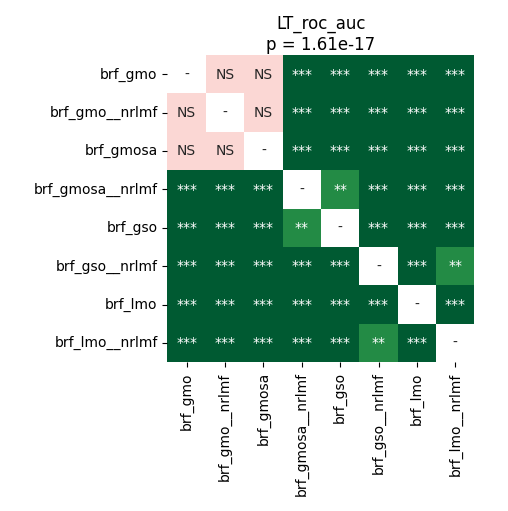 LT_roc_auc
p = 1.61e-17
brf_gmo - NS NS *** *** *** *** ***
brf_gmo__nrlmf NS - NS *** *** *** *** ***
brf_gmosa NS NS - *** *** *** *** ***
brf_gmosa__nrlmf *** *** *** - ** *** *** ***
brf_gso *** *** *** ** - *** *** ***
brf_gso__nrlmf *** *** *** *** *** - *** **
brf_lmo *** *** *** *** *** *** - ***
brf_lmo__nrlmf *** *** *** *** *** ** *** -
brf_gmo
brf_gmo__nrlmf
brf_gmosa
brf_gmosa__nrlmf
brf_gso
brf_gso__nrlmf
brf_lmo
brf_lmo__nrlmf